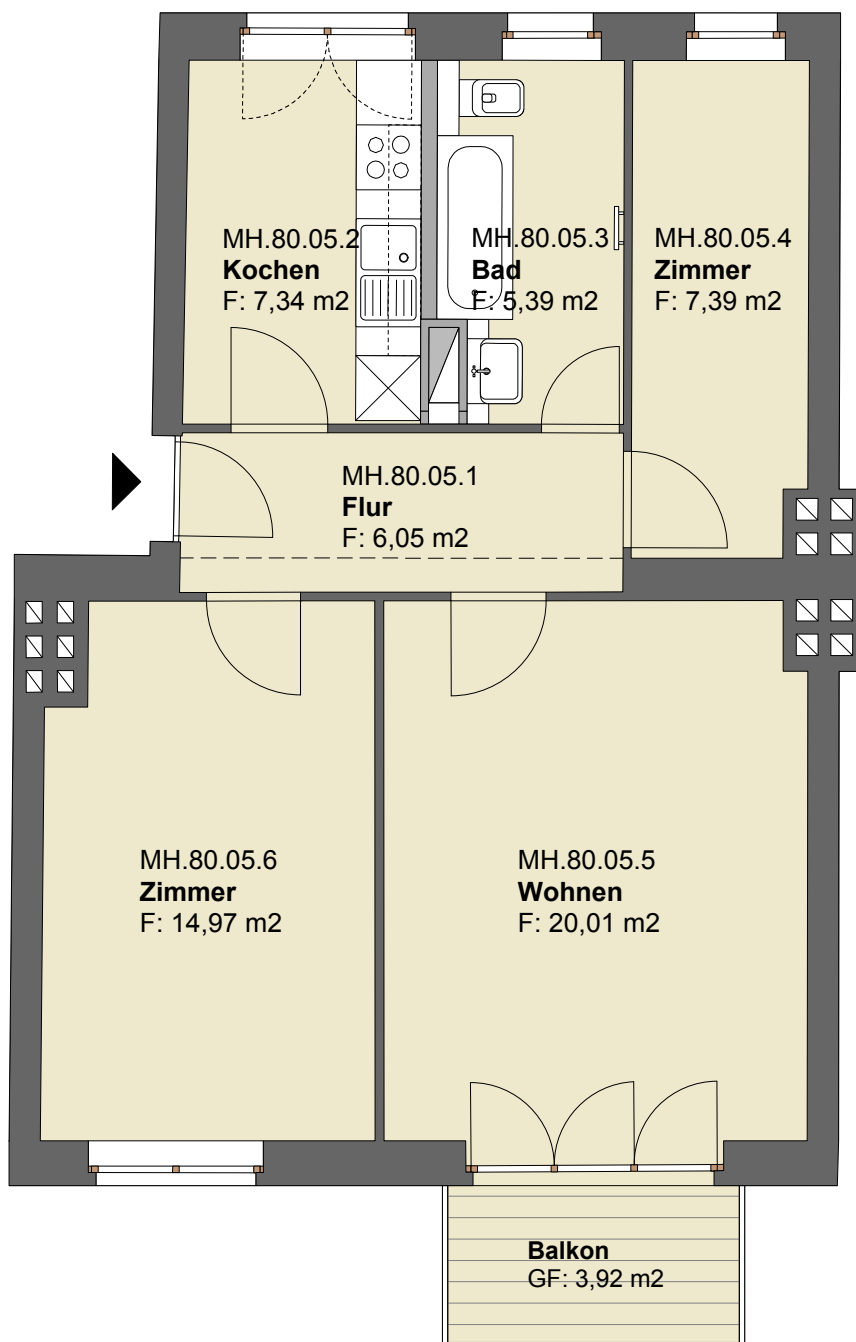 MH.80.05.2
Kochen
F: 7,34 m2
MH.80.05.3
Bad
F: 5,39 m2
MH.80.05.4
Zimmer
F: 7,39 m2
MH.80.05.1
Flur
F: 6,05 m2
MH.80.05.6
Zimmer
F: 14,97 m2
MH.80.05.5
Wohnen
F: 20,01 m2
Balkon
GF: 3,92 m2